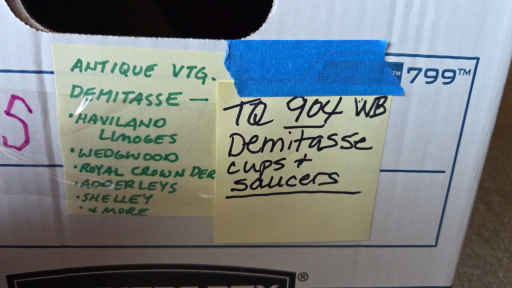 ANTIQUE VTG.
DEMITASSE —
• HAVILAND
LIMOGES
• WEDGWOOD
• ROYAL CROWN DER
• ADDERLEYS
• SHELLEY
• + MORE
TQ 904 WB
Demitasse
cups +
saucers
799™
5
®